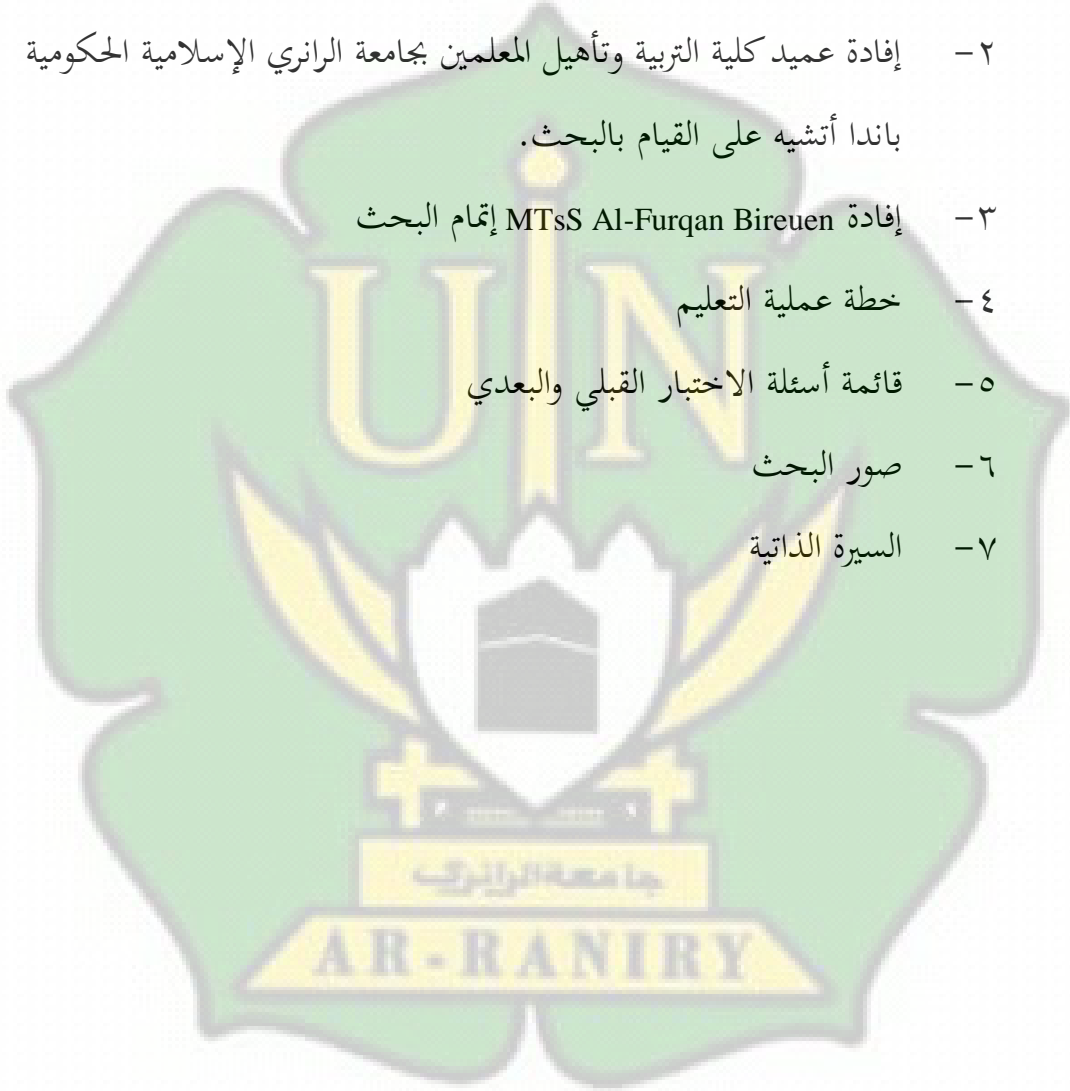 ٢- إفادة عميد كلية التربية وتأهيل المعلمين بجامعة الرانري الإسلامية الحكومية
باندا أتشيه على القيام بالبحث.
٣- إفادة MTsS Al-Furqan Bireuen إتمام البحث
٤- خطة عملية التعليم
٥- قائمة أسئلة الاختبار القبلي والبعدي
٦- صور البحث
٧- السيرة الذاتية
UIN
جامعة الرانري
AR-RANIRY